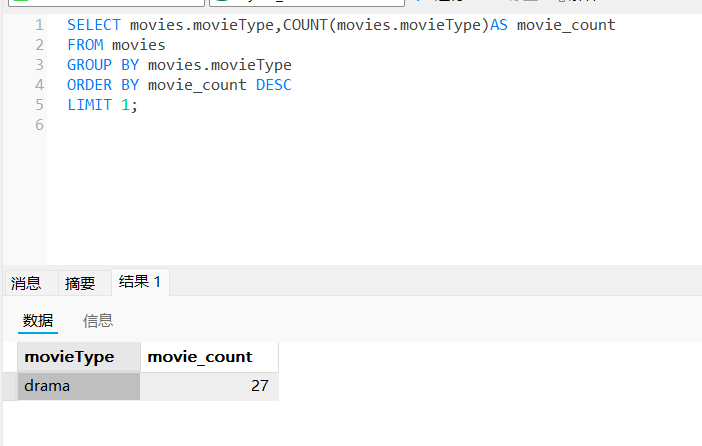 1 SELECT movies.movieType,COUNT(movies.movieType)AS movie_count
2 FROM movies
3 GROUP BY movies.movieType
4 ORDER BY movie_count DESC
5 LIMIT 1;
6
消息 摘要 结果 1
数据 信息
movieType movie_count
drama 27